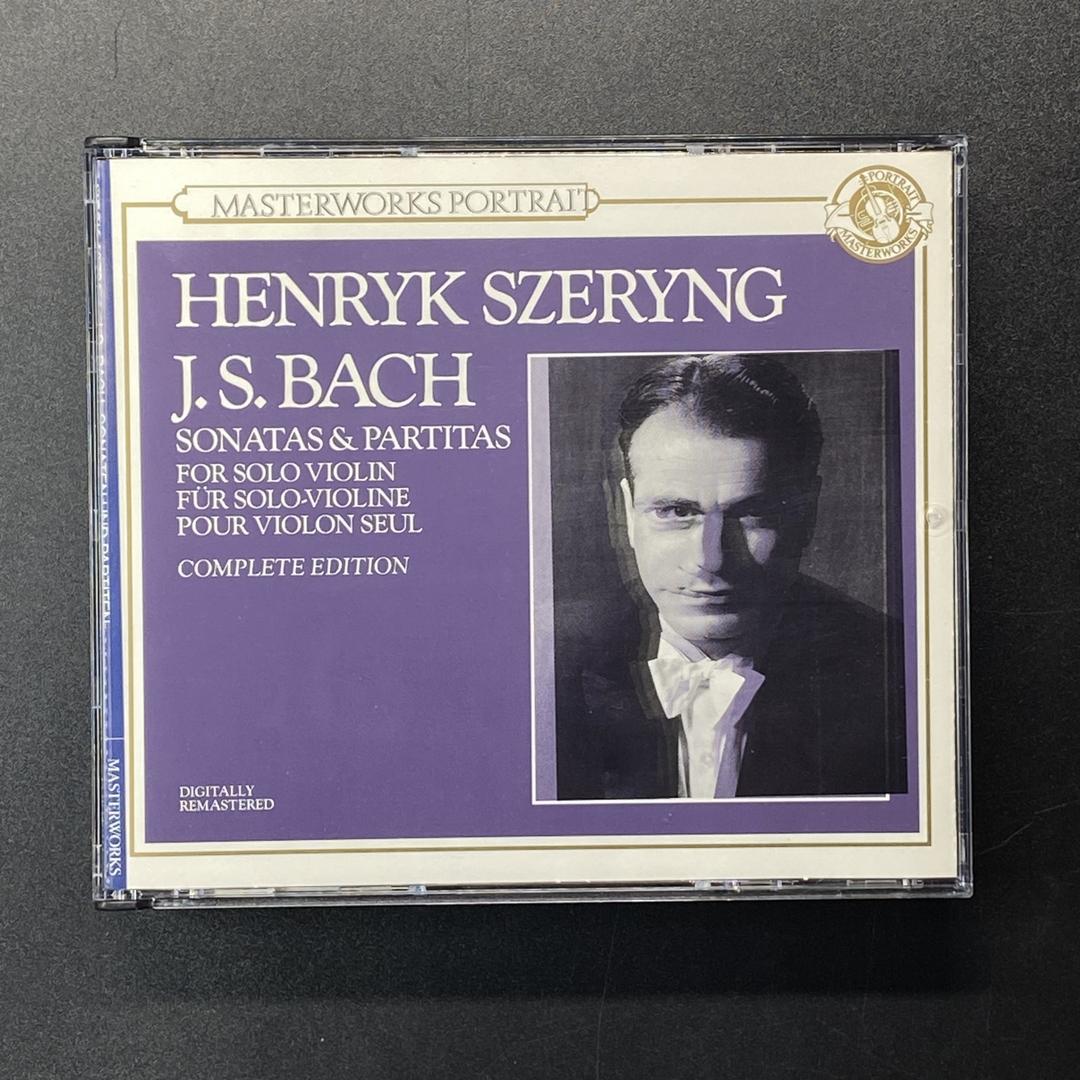 MASTERWORKS PORTRAIT
PORTRAIT
MASTERWORKS
HENRYK SZERYNG
J. S. BACH
SONATAS & PARTITAS
FOR SOLO VIOLIN
FÜR SOLO-VIOLINE
POUR VIOLON SEUL
COMPLETE EDITION
DIGITALLY
REMASTERED
MASTERWORKS